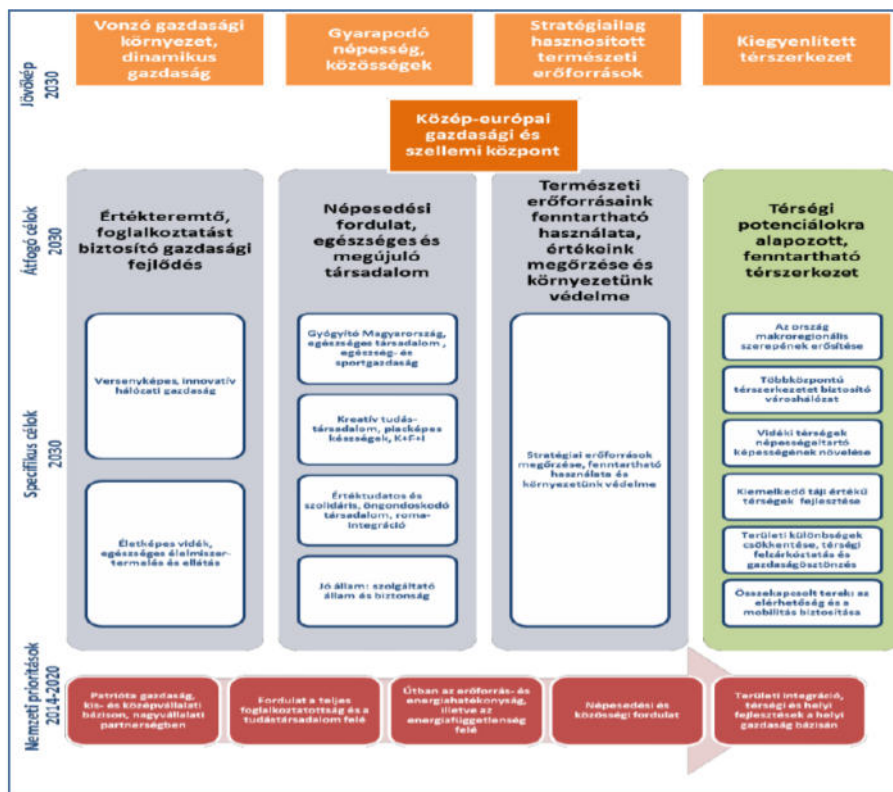 Jövőkép
2030
Vonzó gazdasági
környezet,
dinamikus
gazdaság
Gyarapodó
népesség,
közösségek
Stratégiailag
hasznosított
természeti
erőforrások
Kiegyenlített
térszerkezet
Közép-európai
gazdasági és
szellemi központ
Átfogó célok
2030
Értékteremtő,
foglalkoztatást
biztosító gazdasági
fejlődés
Népesedési
fordulat,
egészséges és
megújuló
társadalom
Természeti
erőforrásaink
fenntartható
használata,
értékeink
megőrzése és
környezetünk
védelme
Térségi
potenciálokra
alapozott,
fenntartható
térszerkezet
Specifikus célok
2030
Versenyképes, innovatív
hálózati gazdaság
Életképes vidék,
egészséges élelmiszer-
termelés és ellátás
Gyógyító Magyarország,
egészséges társadalom ,
egészség- és
sportgazdaság
Kreatív tudás-
társadalom, piacképes
készségek, K+F+I
Értéktudatos és
szolidáris, öngondoskodó
társadalom, roma-
integráció
Jó állam: szolgáltató
állam és biztonság
Stratégiai erőforrások
megőrzése, fenntartható
használata és
környezetünk védelme
Az ország
makroregionális
szerepének erősítése
Többközpontú
térszerkezetet biztosító
városhálózat
Vidéki térségek
népességeltartó
képességének növelése
Kiemelkedő táji értékű
térségek fejlesztése
Területi különbségek
csökkentése, térségi
felzárkóztatás és
gazdaságösztönzés
Összekapcsolt terek: az
elérhetőség és a
mobilitás biztosítása
Nemzeti prioritások
2014-2020
Patrióta gazdaság,
kis- és középvállalati
bázison, nagyvállalati
partnerségben
Fordulat a teljes
foglalkoztatottság és a
tudástársadalom felé
Útban az erőforrás- és
energiahatékonyság,
illetve az
energiafüggetlenség
felé
Népesedési és
közösségi fordulat
Területi integráció,
térségi és helyi
fejlesztések a helyi
gazdaság bázisán